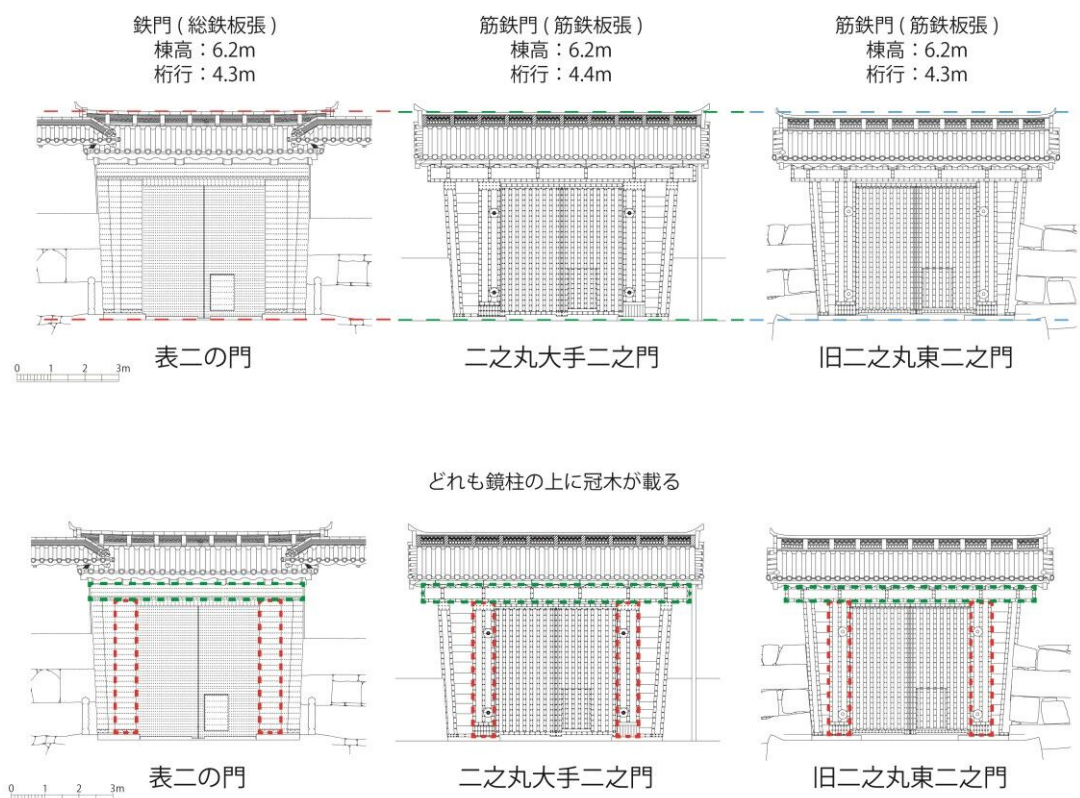 鉄門 ( 総鉄板張 )
棟高：6.2m
桁行：4.3m
筋鉄門 ( 筋鉄板張 )
棟高：6.2m
桁行：4.4m
筋鉄門 ( 筋鉄板張 )
棟高：6.2m
桁行：4.3m
表二の門
二之丸大手二之門
旧二之丸東二之門
0 1 2 3m
どれも鏡柱の上に冠木が載る
表二の門
二之丸大手二之門
旧二之丸東二之門
0 1 2 3m